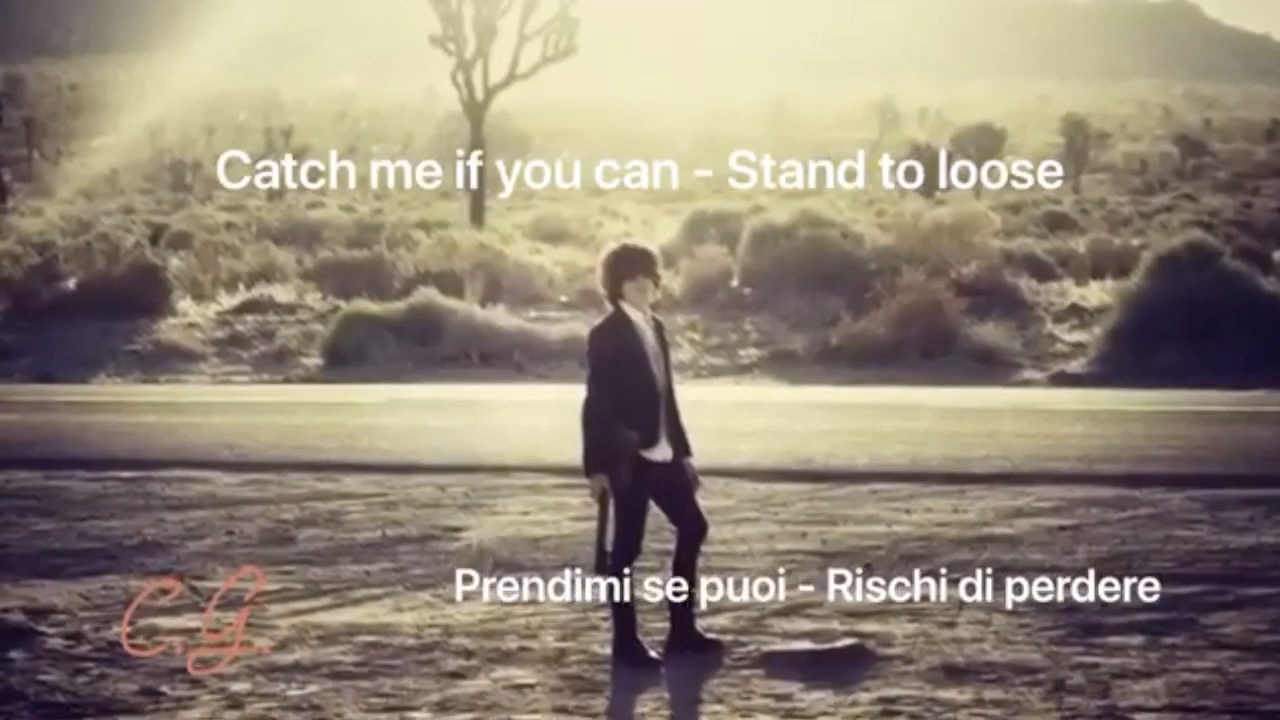 Catch me if you can - Stand to loose
Prendimi se puoi - Rischi di perdere
C.G.